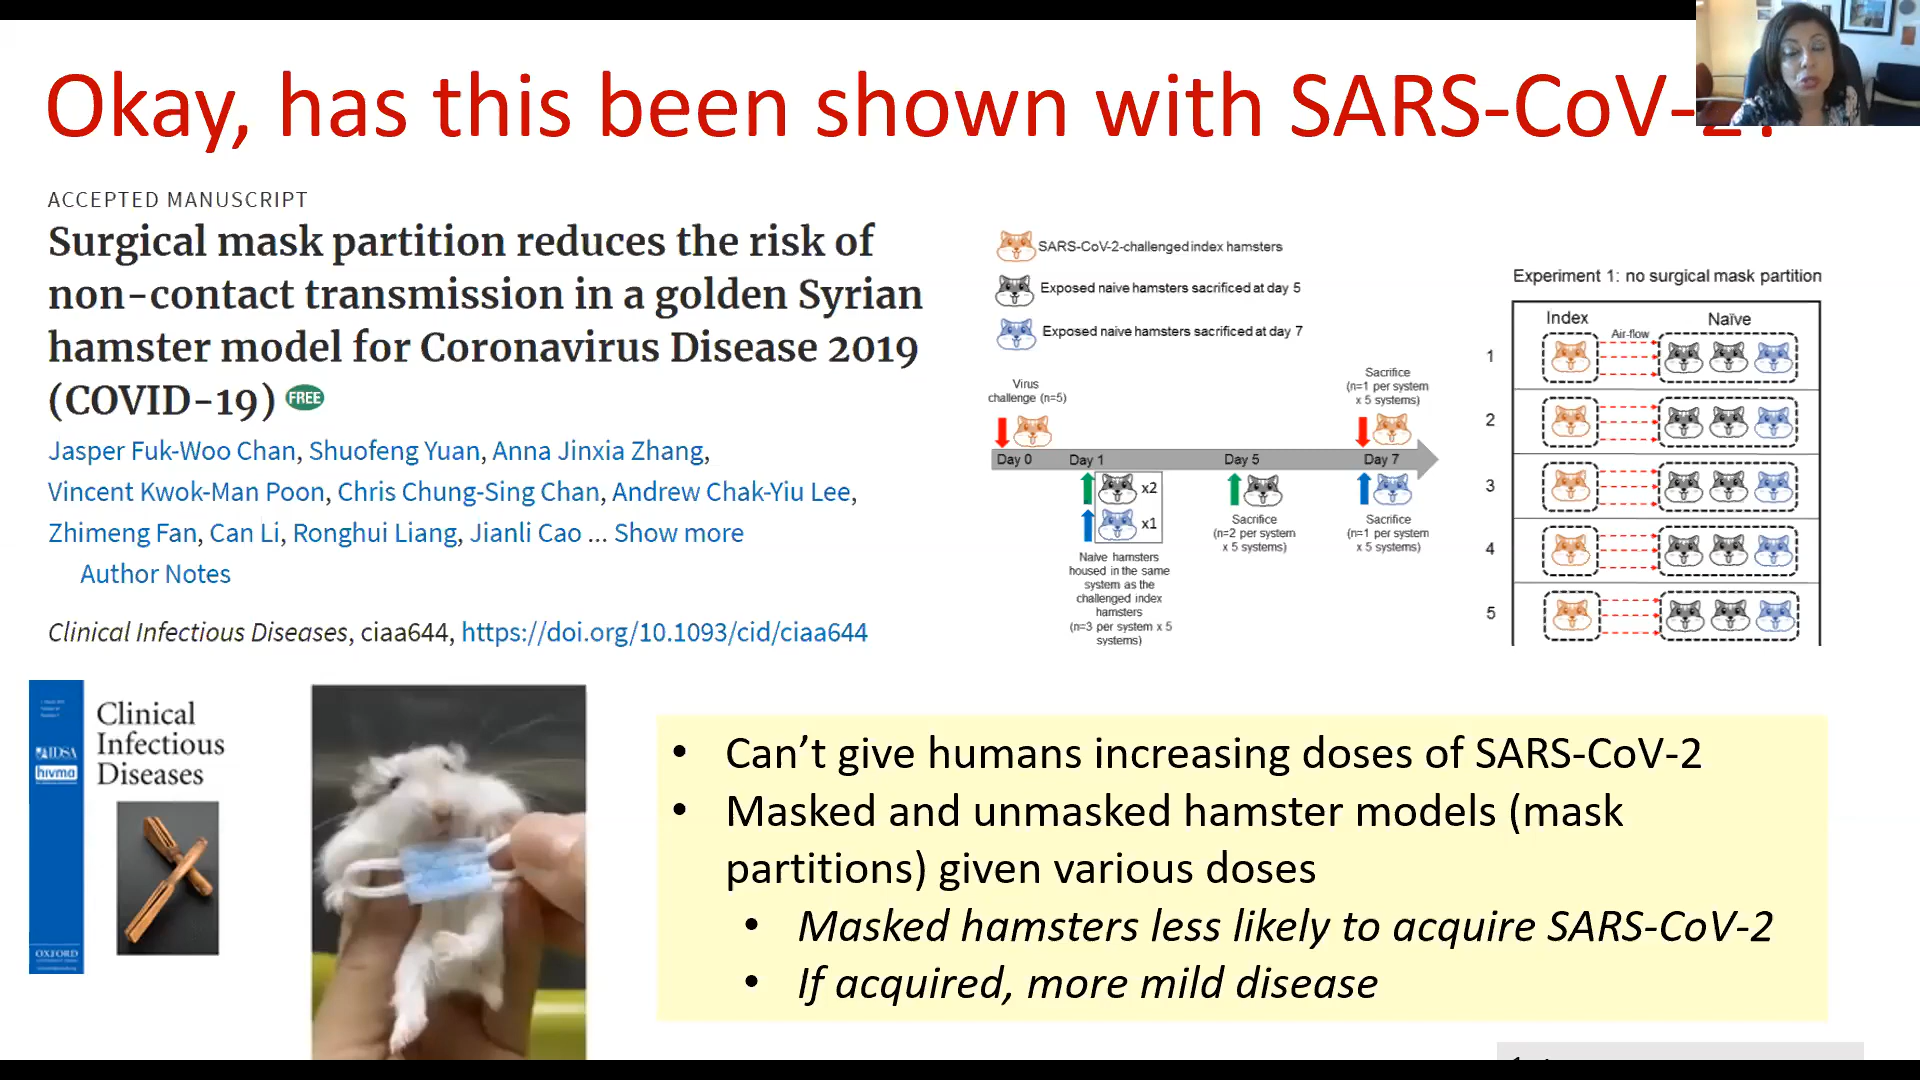 Okay, has this been shown with SARS-CoV-2?
ACCEPTED MANUSCRIPT
Surgical mask partition reduces the risk of
non-contact transmission in a golden Syrian
hamster model for Coronavirus Disease 2019
(COVID-19) FREE
Jasper Fuk-Woo Chan, Shuofeng Yuan, Anna Jinxia Zhang,
Vincent Kwok-Man Poon, Chris Chung-Sing Chan, Andrew Chak-Yiu Lee,
Zhimeng Fan, Can Li, Ronghui Liang, Jianli Cao ... Show more
Author Notes
Clinical Infectious Diseases, ciaa644, https://doi.org/10.1093/cid/ciaa644
SARS-CoV-2-challenged index hamsters
Exposed naive hamsters sacrificed at day 5
Exposed naive hamsters sacrificed at day 7
Virus
challenge (n=5)
Sacrifice
(n=1 per system
x 5 systems)
Day 0 Day 1 Day 5 Day 7
x2
x1
Naive hamsters
housed in the same
system as the
challenged index
hamsters
(n=3 per system x 5
systems)
Sacrifice
(n=2 per system
x 5 systems)
Sacrifice
(n=1 per system
x 5 systems)
Experiment 1: no surgical mask partition
Index Naïve
Air-flow
1
2
3
4
5
IDSA
hivma
OXFORD
Clinical
Infectious
Diseases
• Can’t give humans increasing doses of SARS-CoV-2
• Masked and unmasked hamster models (mask
partitions) given various doses
• Masked hamsters less likely to acquire SARS-CoV-2
• If acquired, more mild disease